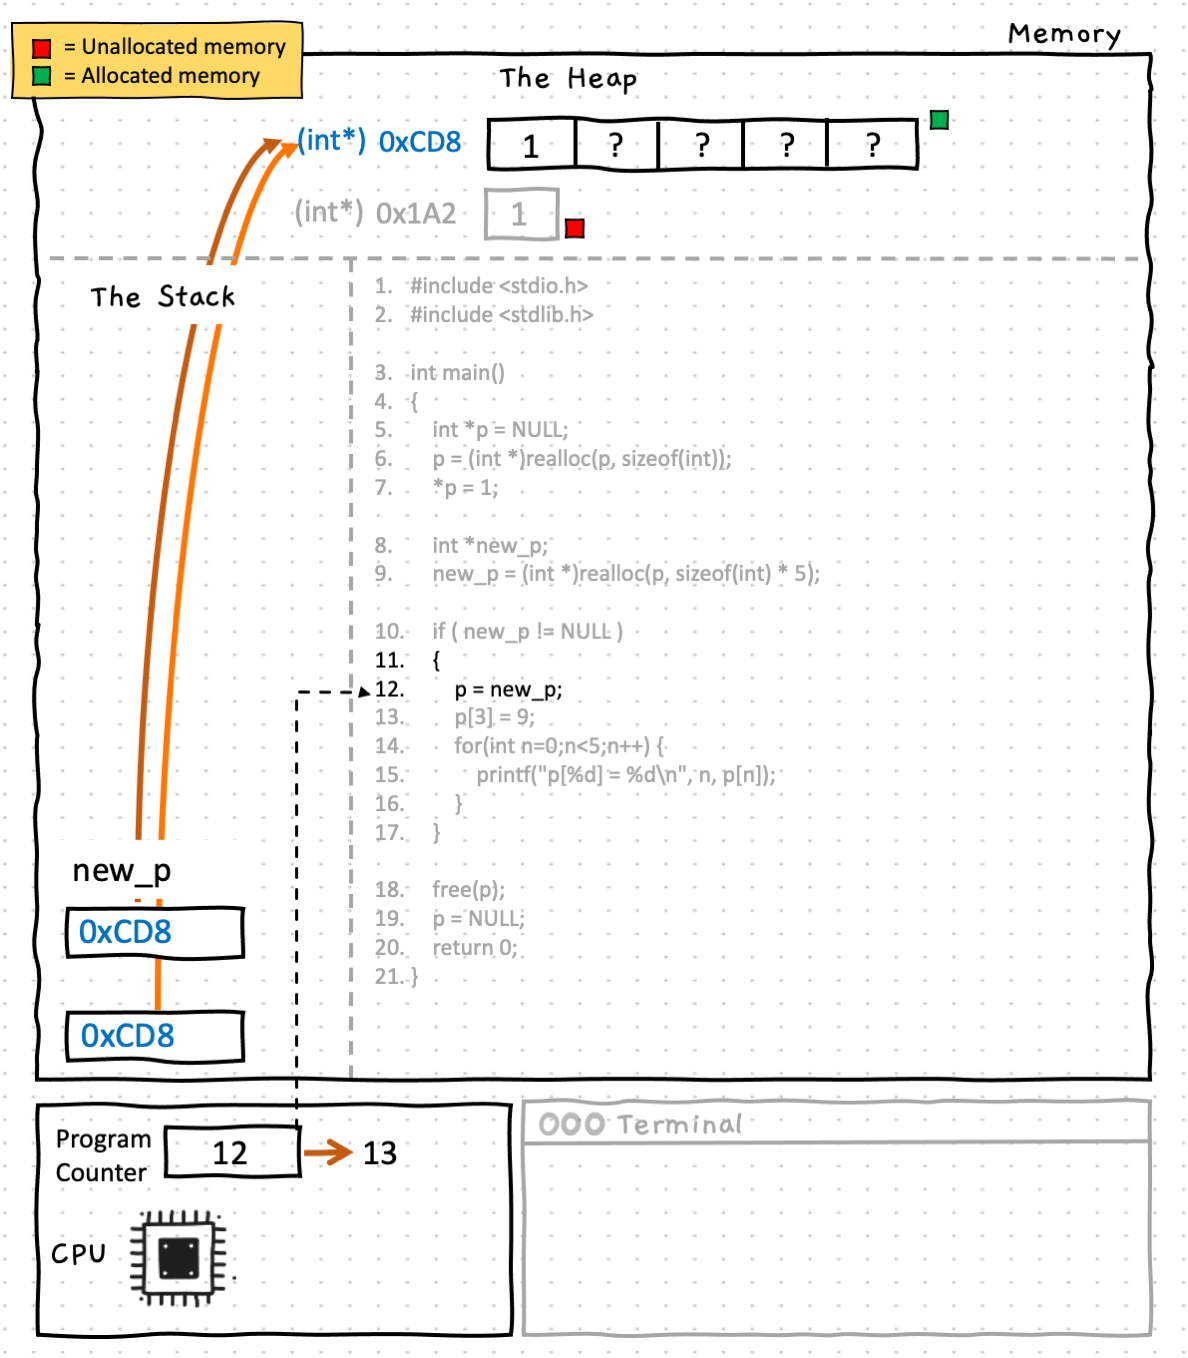 Memory
= Unallocated memory
= Allocated memory
The Heap
(int*) 0xCD8 1 ? ? ? ?
(int*) 0x1A2 1
The Stack
1. #include <stdio.h>
2. #include <stdlib.h>
3. int main()
4. {
5. int *p = NULL;
6. p = (int *)realloc(p, sizeof(int));
7. *p = 1;
8. int *new_p;
9. new_p = (int *)realloc(p, sizeof(int) * 5);
10. if ( new_p != NULL )
11. {
12. p = new_p;
13. p[3] = 9;
14. for(int n=0;n<5;n++) {
15. printf("p[%d] = %d\n", n, p[n]);
16. }
17. }
18. free(p);
19. p = NULL;
20. return 0;
21. }
new_p
0xCD8
0xCD8
Program
Counter
12
13
CPU
Terminal